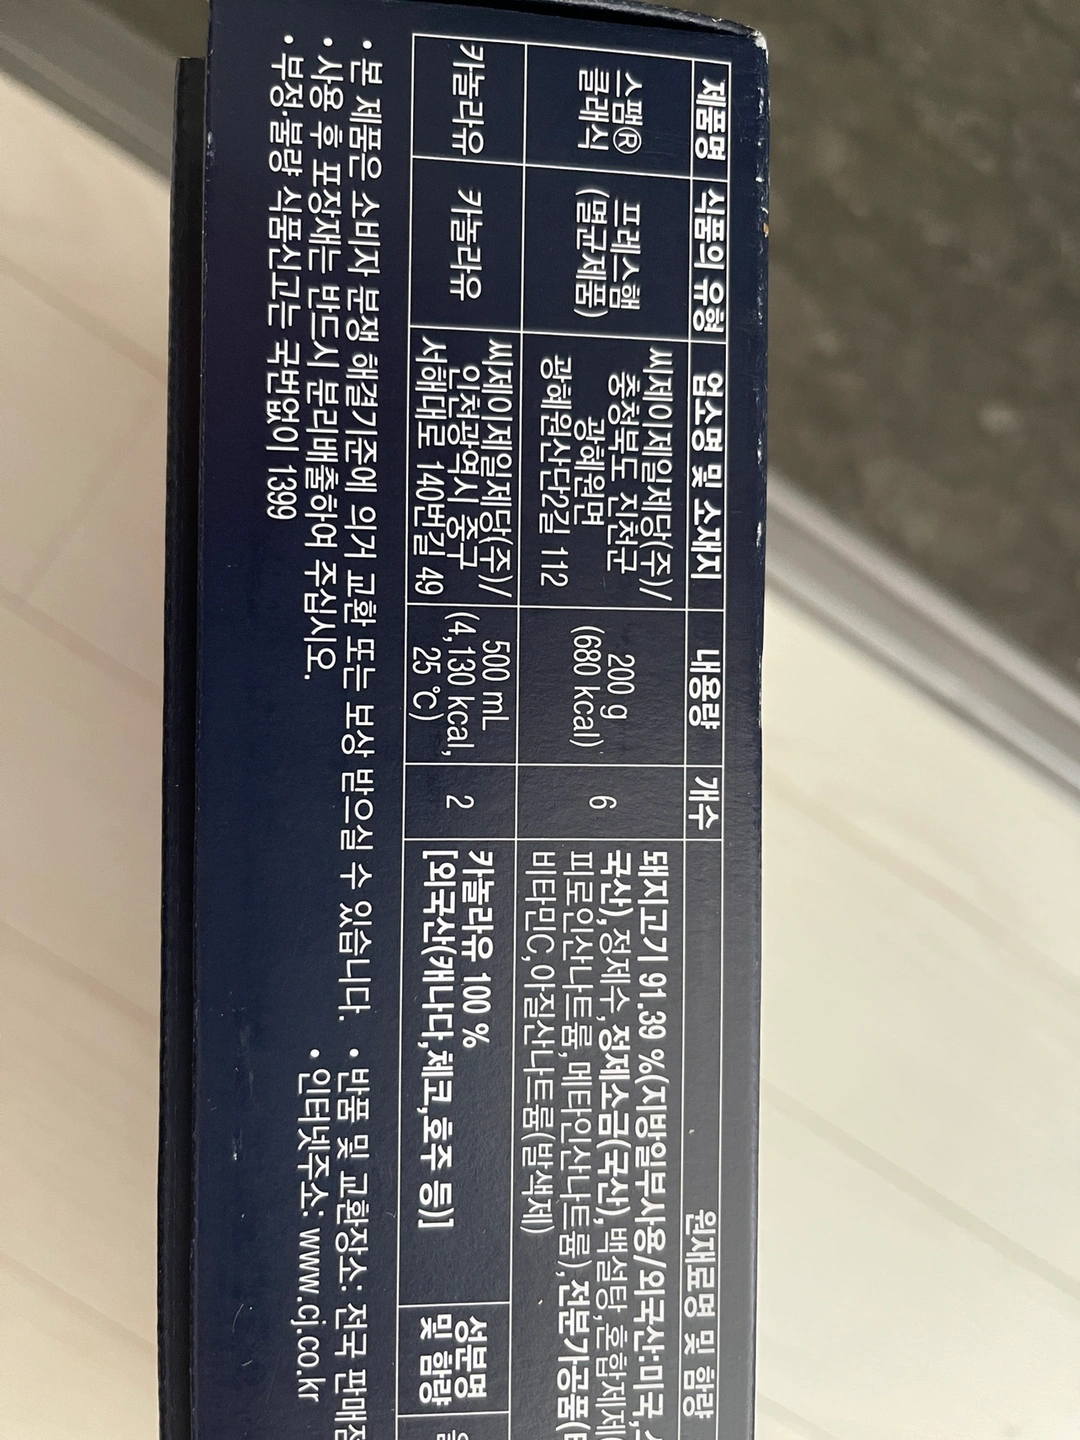 제품명 식품의 유형 업소명 및 소재지 내용량 개수 원재료명 및 함량
스팸®
클래식
프레스햄
(멸균제품)
씨제이제일제당(주)/
충청북도 진천군
광혜원면
광혜원산단2길 112
200 g
(680 kcal)
6
돼지고기 91.39 %(지방일부사용/외국산:미국,
국산), 정제수, 정제소금(국산), 백설탕, 혼합제제(
피로인산나트륨, 메타인산나트륨), 전분가공품(
비타민C, 아질산나트륨(발색제)
카놀라유
카놀라유
씨제이제일제당(주)/
인천광역시 중구
서해대로 140번길 49
500 mL
(4,130 kcal,
25 ℃)
2
카놀라유 100 %
[외국산(캐나다,체코,호주 등)]
성분명
및 함량
• 본 제품은 소비자 분쟁 해결기준에 의거 교환 또는 보상 받으실 수 있습니다. • 반품 및 교환장소: 전국 판매점
• 사용 후 포장재는 반드시 분리배출하여 주십시오. • 인터넷주소: www.cj.co.kr
• 부정·불량 식품신고는 국번없이 1399